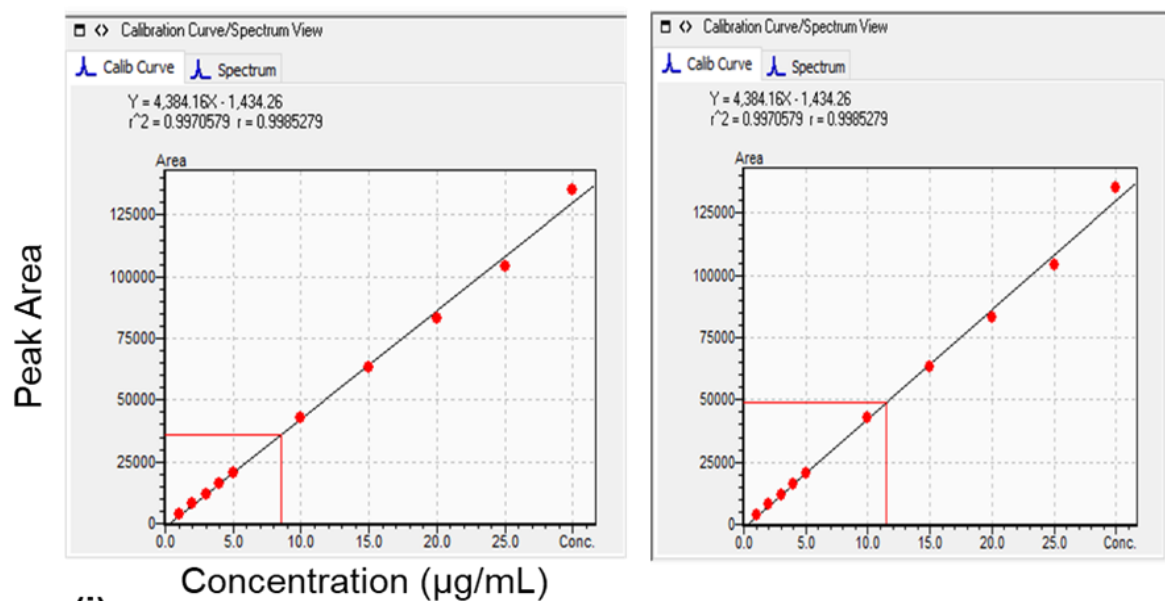 Calibration Curve/Spectrum View
Calib Curve Spectrum
Y = 4,384.16X - 1,434.26
r^2 = 0.9970579 r = 0.9985279
Area
125000
100000
75000
50000
25000
0
0.0 5.0 10.0 15.0 20.0 25.0 Conc.
Peak Area
Concentration (µg/mL)
Calibration Curve/Spectrum View
Calib Curve Spectrum
Y = 4,384.16X - 1,434.26
r^2 = 0.9970579 r = 0.9985279
Area
125000
100000
75000
50000
25000
0
0.0 5.0 10.0 15.0 20.0 25.0 Conc.